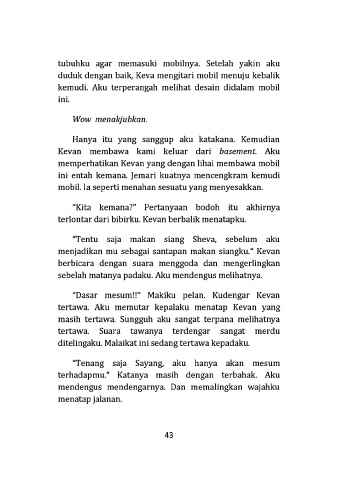 tubuhku agar memasuki mobilnya. Setelah yakin aku
duduk dengan baik, Keva mengitari mobil menuju kebalik
kemudi. Aku terperangah melihat desain didalam mobil
ini.
Wow menakjubkan.
Hanya itu yang sanggup aku katakana. Kemudian
Kevan membawa kami keluar dari basement. Aku
memperhatikan Kevan yang dengan lihai membawa mobil
ini entah kemana. Jemari kuatnya mencengkram kemudi
mobil. Ia seperti menahan sesuatu yang menyesakkan.
"Kita kemana?" Pertanyaan bodoh itu akhirnya
terlontar dari bibirku. Kevan berbalik menatapku.
"Tentu saja makan siang Sheva, sebelum aku
menjadikan mu sebagai santapan makan siangku." Kevan
berbicara dengan suara menggoda dan mengerlingkan
sebelah matanya padaku. Aku mendengus melihatnya.
"Dasar mesum!!" Makiku pelan. Kudengar Kevan
tertawa. Aku memutar kepalaku menatap Kevan yang
masih tertawa. Sungguh aku sangat terpana melihatnya
tertawa. Suara tawanya terdengar sangat merdu
ditelingaku. Malaikat ini sedang tertawa kepadaku.
"Tenang saja Sayang, aku hanya akan mesum
terhadapmu." Katanya masih dengan terbahak. Aku
mendengus mendengarnya. Dan memalingkan wajahku
menatap jalanan.
43